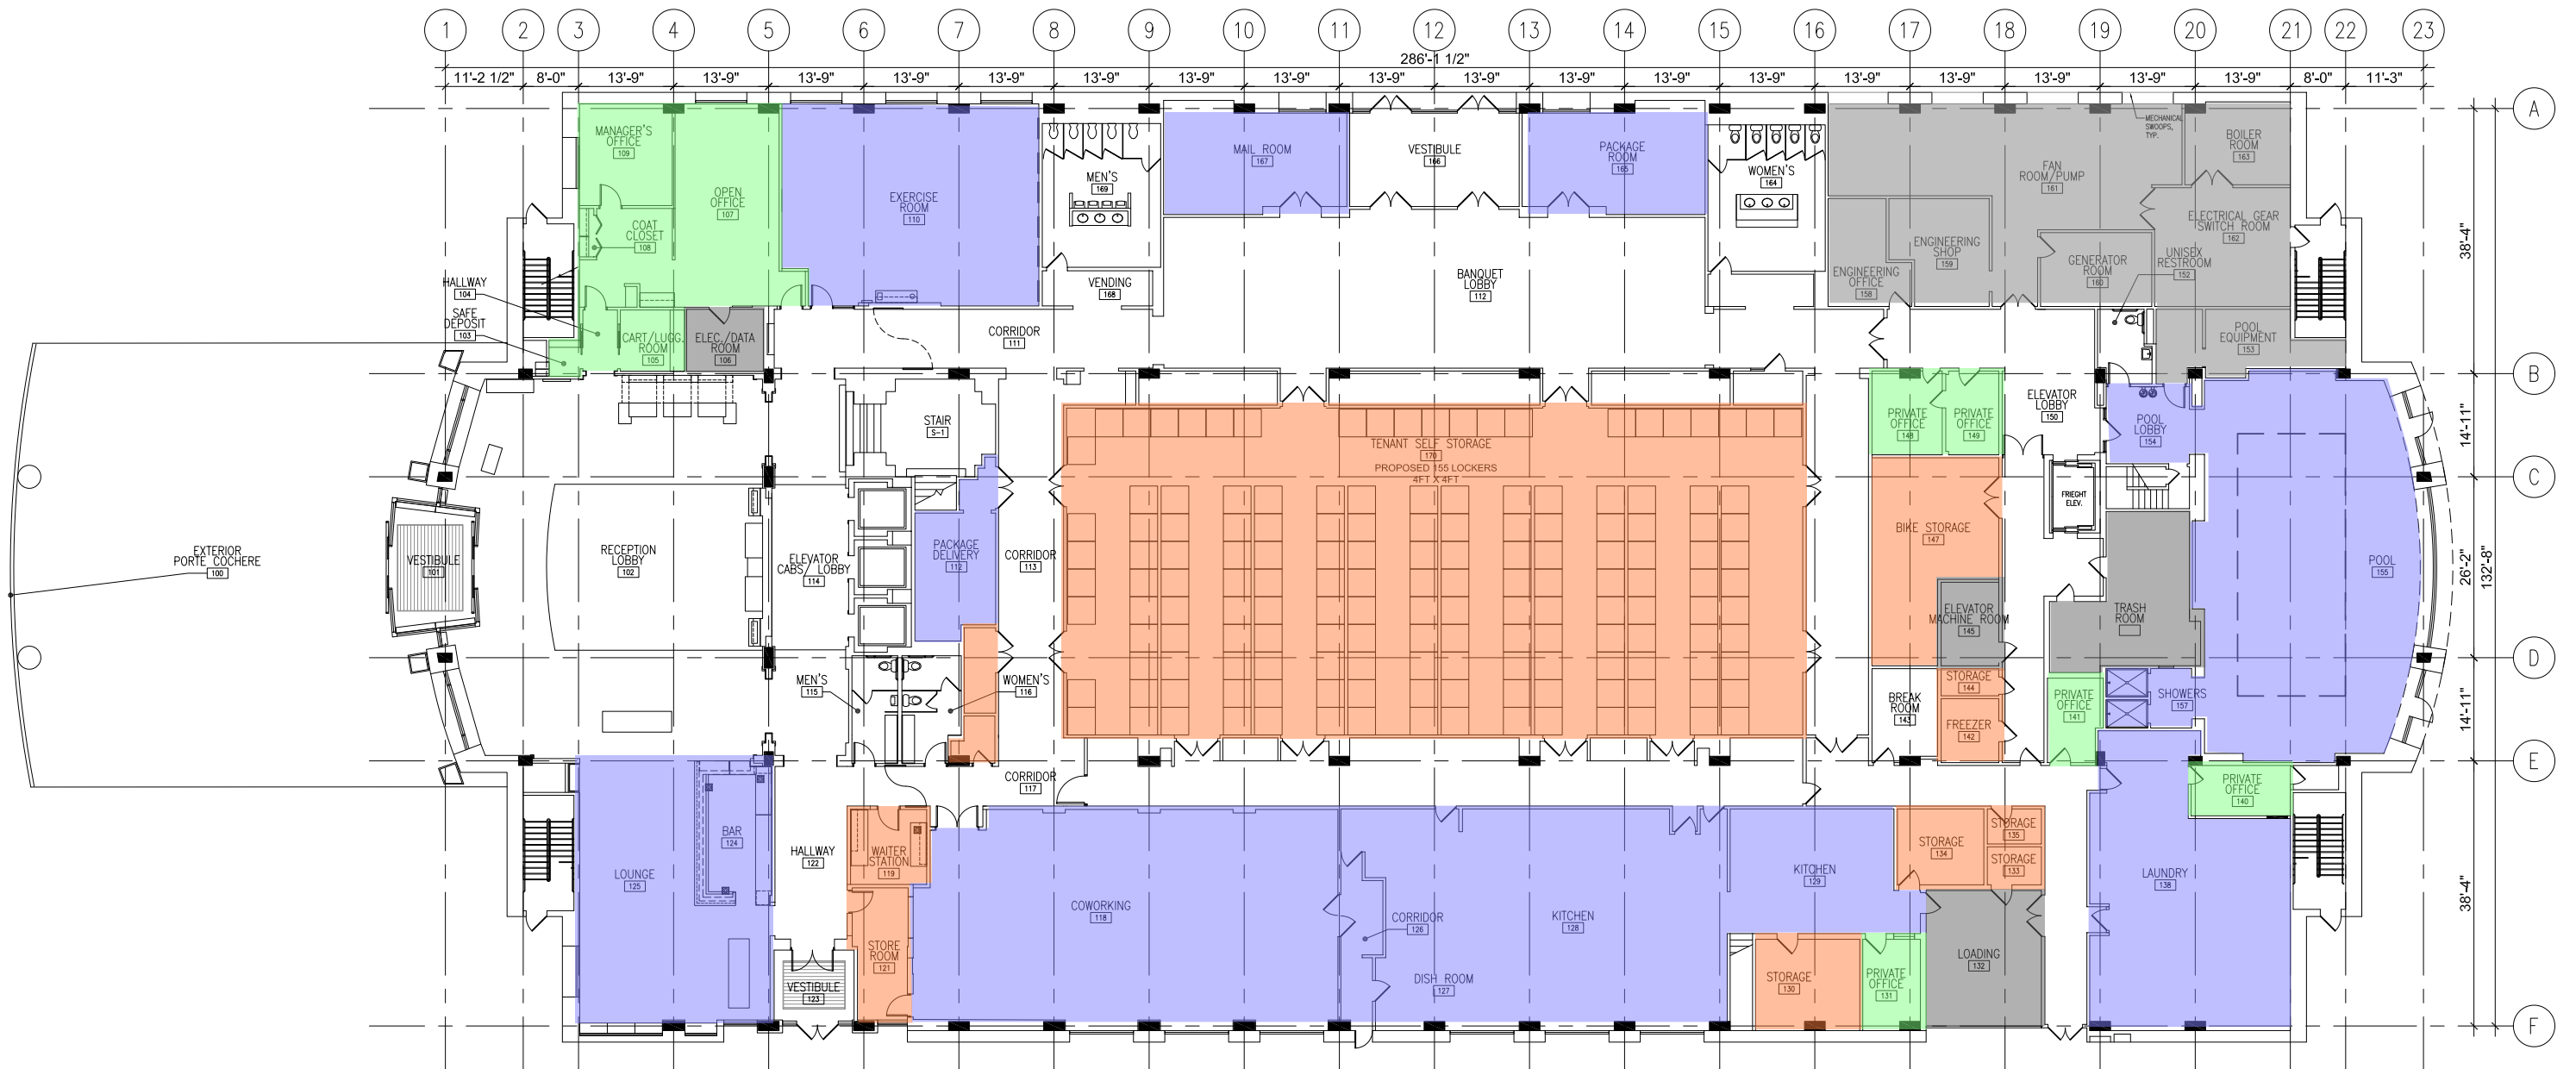 1 2 3 4 5 6 7 8 9 10 11 12 13 14 15 16 17 18 19 20 21 22 23
286'-1 1/2"
11'-2 1/2" 8'-0" 13'-9" 13'-9" 13'-9" 13'-9" 13'-9" 13'-9" 13'-9" 13'-9" 13'-9" 13'-9" 13'-9" 13'-9" 13'-9" 13'-9" 13'-9" 13'-9" 13'-9" 13'-9" 13'-9" 8'-0" 11'-3"
A
B
C
D
E
F
38'-4"
14'-11"
26'-2"
132'-8"
14'-11"
38'-4"
MANAGER'S
OFFICE
109
OPEN
OFFICE
107
COAT
CLOSET
108
EXERCISE
ROOM
110
MEN'S
169
VENDING
168
MAIL ROOM
167
VESTIBULE
166
PACKAGE
ROOM
165
WOMEN'S
164
BANQUET
LOBBY
112
MECHANICAL
SWOOPS,
TYP.
BOILER
ROOM
163
FAN
ROOM/PUMP
161
ELECTRICAL GEAR
SWITCH ROOM
162
ENGINEERING
SHOP
159
ENGINEERING
OFFICE
158
GENERATOR
ROOM
160
UNISEX
RESTROOM
152
POOL
EQUIPMENT
153
HALLWAY
104
SAFE
DEPOSIT
103
CART/LUGG.
ROOM
105
ELEC./DATA
ROOM
106
CORRIDOR
111
STAIR
S-1
TENANT SELF STORAGE
170
PROPOSED 155 LOCKERS
4FT X 4FT
PRIVATE
OFFICE
148
PRIVATE
OFFICE
149
ELEVATOR
LOBBY
150
POOL
LOBBY
154
FRIEGHT
ELEV.
BIKE STORAGE
147
POOL
155
EXTERIOR
PORTE COCHERE
100
VESTIBULE
101
RECEPTION
LOBBY
102
ELEVATOR
CABS/ LOBBY
114
PACKAGE
DELIVERY
112
CORRIDOR
113
ELEVATOR
MACHINE ROOM
145
TRASH
ROOM
MEN'S
115
WOMEN'S
116
BREAK
ROOM
143
STORAGE
144
FREEZER
142
PRIVATE
OFFICE
141
SHOWERS
157
CORRIDOR
117
PRIVATE
OFFICE
140
LOUNGE
125
BAR
124
HALLWAY
122
WAITER
STATION
119
STORE
ROOM
121
VESTIBULE
123
COWORKING
118
CORRIDOR
126
KITCHEN
128
DISH ROOM
127
KITCHEN
129
STORAGE
134
STORAGE
135
STORAGE
133
STORAGE
130
PRIVATE
OFFICE
131
LOADING
132
LAUNDRY
138